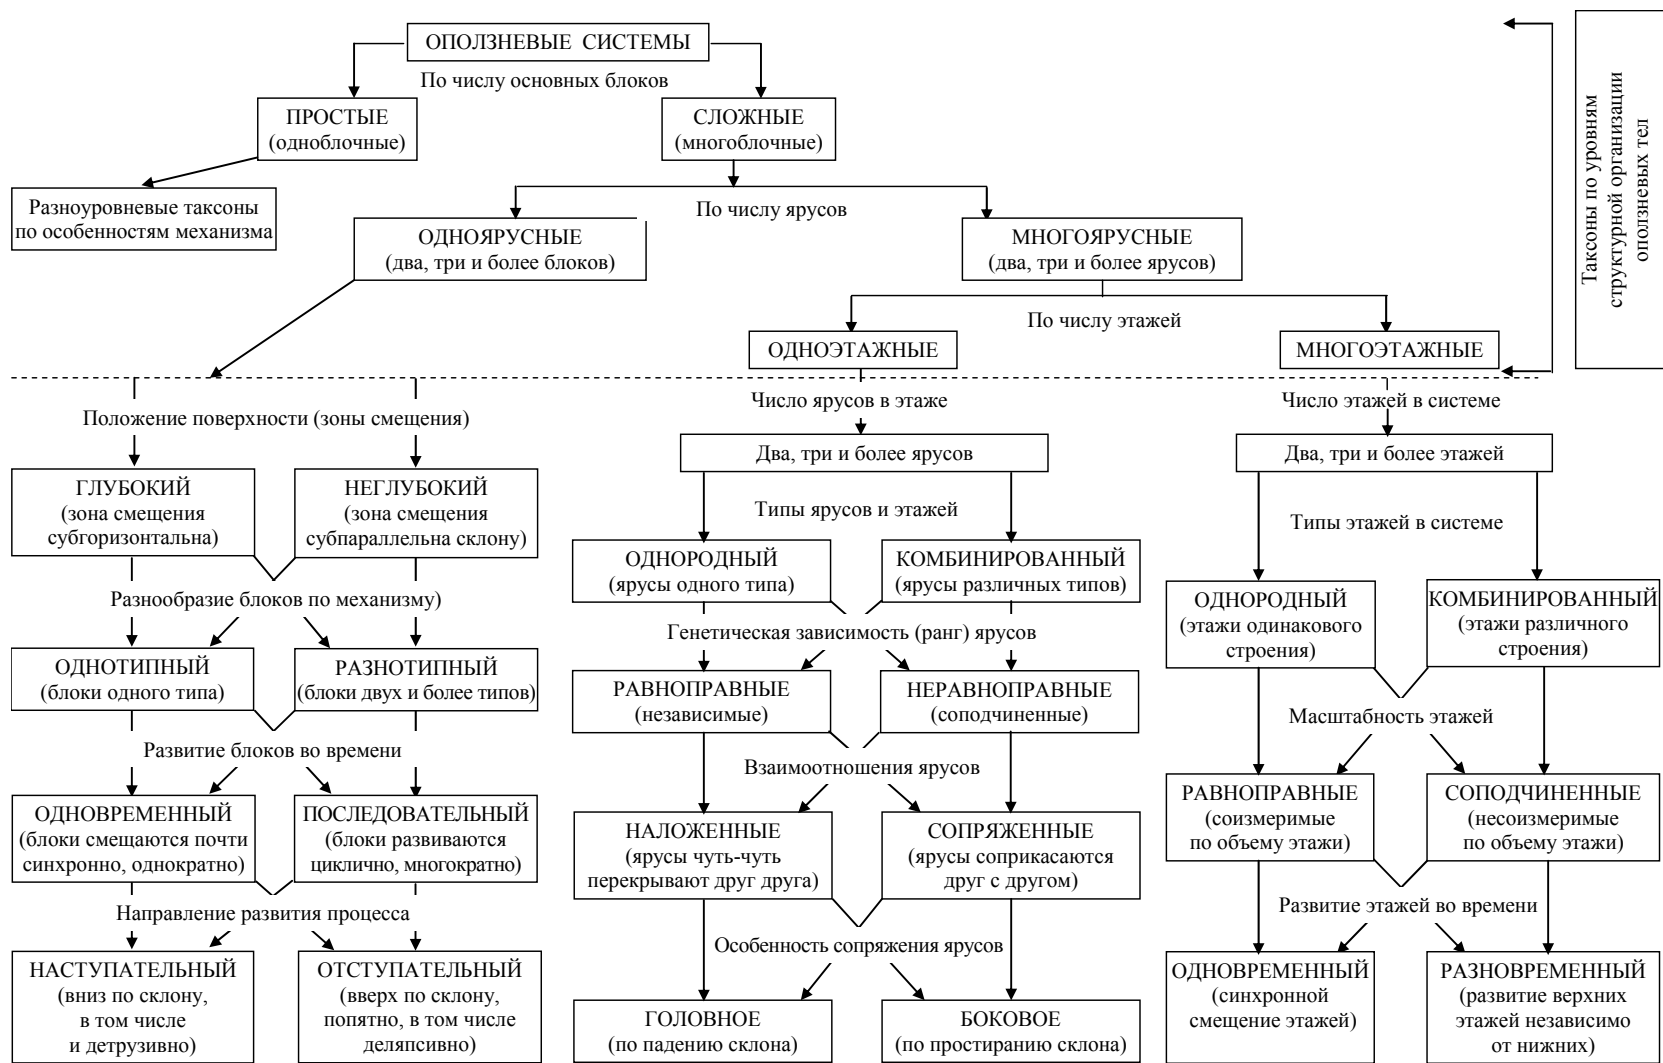 ОПОЛЗНЕВЫЕ СИСТЕМЫ
По числу основных блоков
ПРОСТЫЕ
(одноблочные)
СЛОЖНЫЕ
(многоблочные)
Разноуровневые таксоны
по особенностям механизма
По числу ярусов
ОДНОЯРУСНЫЕ
(два, три и более блоков)
МНОГОЯРУСНЫЕ
(два, три и более ярусов)
По числу этажей
ОДНОЭТАЖНЫЕ
МНОГОЭТАЖНЫЕ
Таксоны по уровням
структурной организации
оползневых тел
Положение поверхности (зоны смещения)
ГЛУБОКИЙ
(зона смещения
субгоризонтальна)
НЕГЛУБОКИЙ
(зона смещения
субпараллельна склону)
Разнообразие блоков по механизму)
ОДНОТИПНЫЙ
(блоки одного типа)
РАЗНОТИПНЫЙ
(блоки двух и более типов)
Развитие блоков во времени
ОДНОВРЕМЕННЫЙ
(блоки смещаются почти
синхронно, однократно)
ПОСЛЕДОВАТЕЛЬНЫЙ
(блоки развиваются
циклично, многократно)
Направление развития процесса
НАСТУПАТЕЛЬНЫЙ
(вниз по склону,
в том числе
и детрузивно)
ОТСТУПАТЕЛЬНЫЙ
(вверх по склону,
попятно, в том числе
деляпсивно)
Число ярусов в этаже
Два, три и более ярусов
Типы ярусов и этажей
ОДНОРОДНЫЙ
(ярусы одного типа)
КОМБИНИРОВАННЫЙ
(ярусы различных типов)
Генетическая зависимость (ранг) ярусов
РАВНОПРАВНЫЕ
(независимые)
НЕРАВНОПРАВНЫЕ
(соподчиненные)
Взаимоотношения ярусов
НАЛОЖЕННЫЕ
(ярусы чуть-чуть
перекрывают друг друга)
СОПРЯЖЕННЫЕ
(ярусы соприкасаются
друг с другом)
Особенность сопряжения ярусов
ГОЛОВНОЕ
(по падению склона)
БОКОВОЕ
(по простиранию склона)
Число этажей в системе
Два, три и более этажей
Типы этажей в системе
ОДНОРОДНЫЙ
(этажи одинакового
строения)
КОМБИНИРОВАННЫЙ
(этажи различного
строения)
Масштабность этажей
РАВНОПРАВНЫЕ
(соизмеримые
по объему этажи)
СОПОДЧИНЕННЫЕ
(несоизмеримые
по объему этажи)
Развитие этажей во времени
ОДНОВРЕМЕННЫЙ
(синхронной
смещение этажей)
РАЗНОВРЕМЕННЫЙ
(развитие верхних
этажей независимо
от нижних)